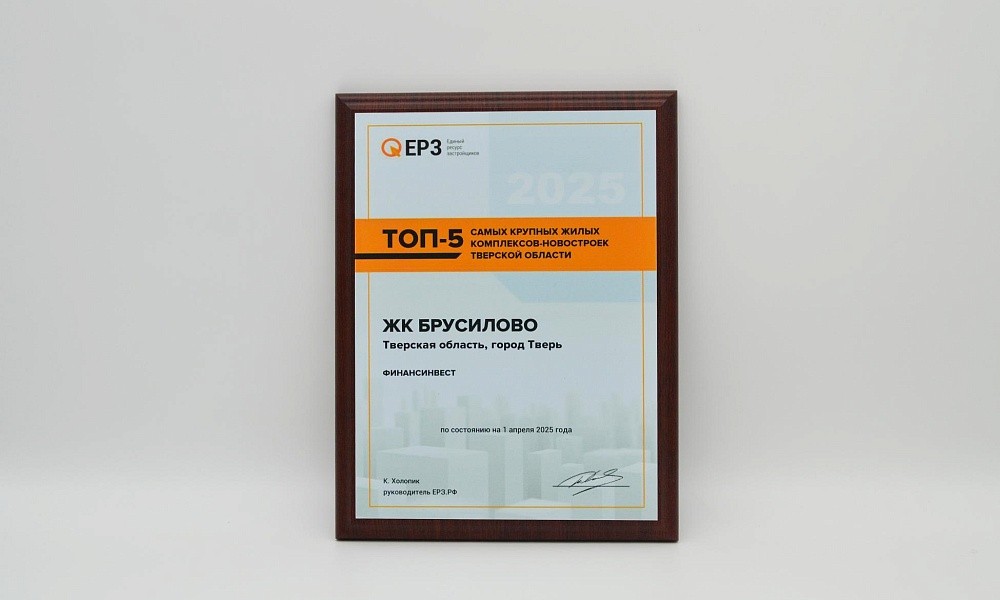 ЕРЗ
Единый
ресурс
застройщиков
2025
ТОП-5
САМЫХ КРУПНЫХ ЖИЛЫХ
КОМПЛЕКСОВ-НОВОСТРОЕК
ТВЕРСКОЙ ОБЛАСТИ
ЖК БРУСИЛОВО
Тверская область, город Тверь
ФИНАНСИНВЕСТ
по состоянию на 1 апреля 2025 года
К. Холопик
руководитель ЕРЗ.РФ